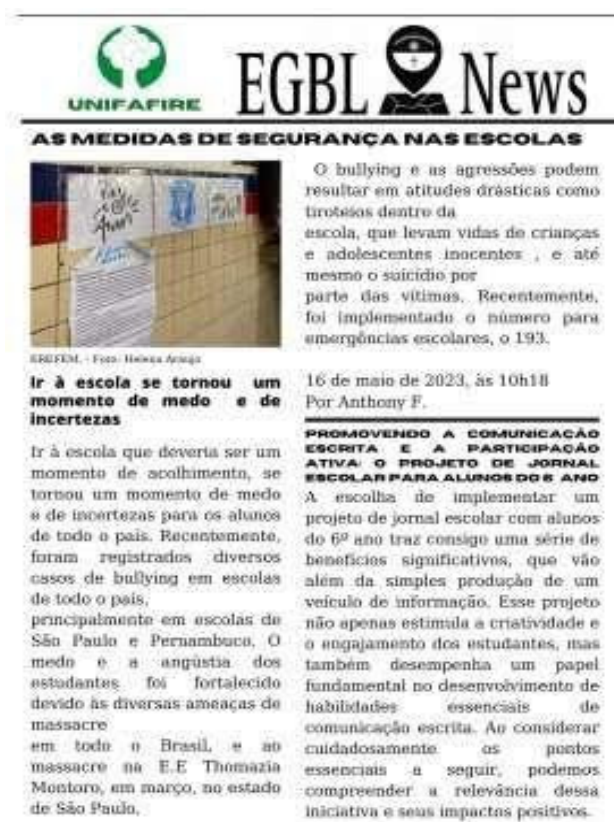 UNIFAFIRE
EGBL News
AS MEDIDAS DE SEGURANÇA NAS ESCOLAS
EREFEM. - Foto: Helena Araujo
Ir à escola se tornou um
momento de medo e de
incertezas
Ir à escola que deveria ser um
momento de acolhimento, se
tornou um momento de medo
e de incertezas para os alunos
de todo o país. Recentemente,
foram registrados diversos
casos de bullying em escolas
de todo o país,
principalmente em escolas de
São Paulo e Pernambuco. O
medo e a angústia dos
estudantes foi fortalecido
devido às diversas ameaças de
massacre
em todo o Brasil, e ao
massacre na E.E Thomazia
Montoro, em março, no estado
de São Paulo.
O bullying e as agressões podem
resultar em atitudes drásticas como
tiroteios dentro da
escola, que levam vidas de crianças
e adolescentes inocentes , e até
mesmo o suicídio por
parte das vítimas. Recentemente,
foi implementado o número para
emergências escolares, o 193.
16 de maio de 2023, às 10h18
Por Anthony F.
PROMOVENDO A COMUNICAÇÃO
ESCRITA E A PARTICIPAÇÃO
ATIVA: O PROJETO DE JORNAL
ESCOLAR PARA ALUNOS DO 6 ANO
A escolha de implementar um
projeto de jornal escolar com alunos
do 6º ano traz consigo uma série de
benefícios significativos, que vão
além da simples produção de um
veículo de informação. Esse projeto
não apenas estimula a criatividade e
o engajamento dos estudantes, mas
também desempenha um papel
fundamental no desenvolvimento de
habilidades essenciais de
comunicação escrita. Ao considerar
cuidadosamente os pontos
essenciais a seguir, podemos
compreender a relevância dessa
iniciativa e seus impactos positivos.